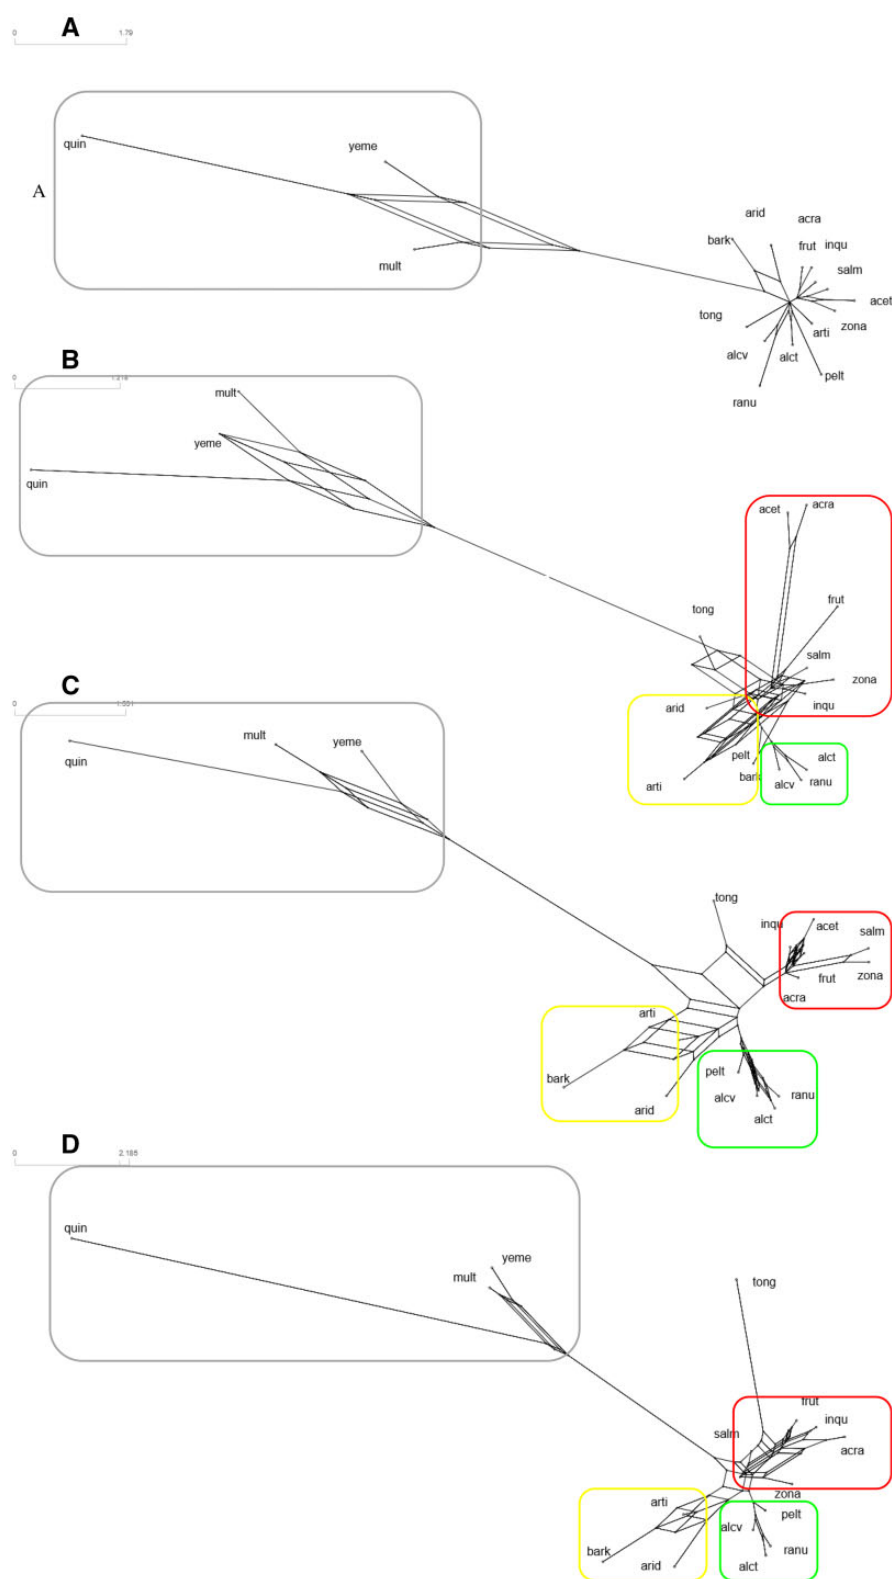 A
0 1.79
quin
yeme
A
mult
arid
acra
bark
frut inqu
salm
acet
tong
arti zona
alcv
alct
pelt
ranu
B
0
mult
yeme
quin
acet acra
frut
tong
salm
zona
arid
inqu
pelt
alct
bark
arti
alcv ranu
C
0
mult
yeme
quin
tong
inqu acet
salm
frut zona
acra
arti
pelt
bark
alcv
ranu
arid
alct
D
0 2.185
quin
yeme
mult
tong
frut
inqu
salm
acra
zona
arti
pelt
alcv
bark
ranu
arid
alct